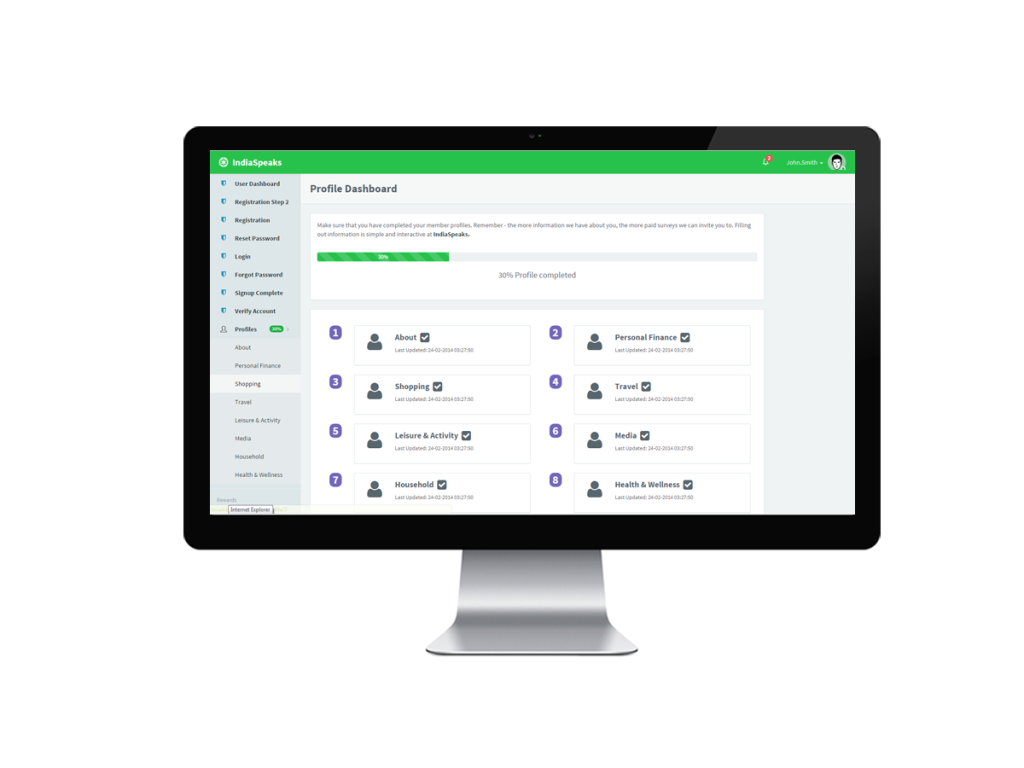 IndiaSpeaks
John.Smith
User Dashboard
Registration Step 2
Registration
Reset Password
Login
Forgot Password
Signup Complete
Verify Account
Profiles 30%
About
Personal Finance
Shopping
Travel
Leisure & Activity
Media
Household
Health & Wellness
Rewards
Internet Explorer
Profile Dashboard
Make sure that you have completed your member profiles. Remember - the more information we have about you, the more paid surveys we can invite you to. Filling
out information is simple and interactive at IndiaSpeaks.
30%
30% Profile completed
1 About
Last Updated: 24-02-2014 03:27:50
2 Personal Finance
Last Updated: 24-02-2014 03:27:50
3 Shopping
Last Updated: 24-02-2014 03:27:50
4 Travel
Last Updated: 24-02-2014 03:27:50
5 Leisure & Activity
Last Updated: 24-02-2014 03:27:50
6 Media
Last Updated: 24-02-2014 03:27:50
7 Household
Last Updated: 24-02-2014 03:27:50
8 Health & Wellness
Last Updated: 24-02-2014 03:27:50